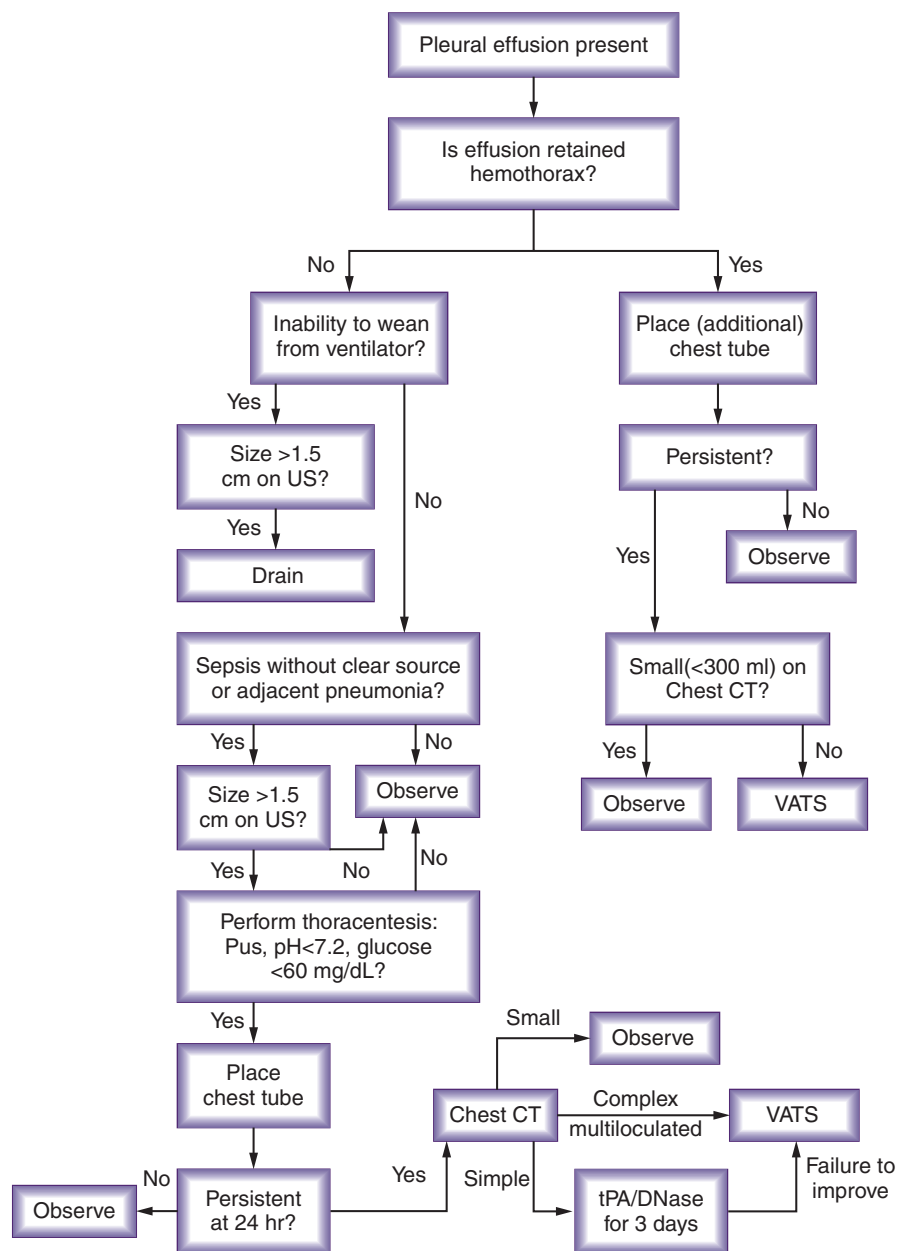 Pleural effusion present
Is effusion retained
hemothorax?
No
Yes
Inability to wean
from ventilator?
Place (additional)
chest tube
Yes
No
Size >1.5
cm on US?
Persistent?
Yes
Drain
Yes
No
Observe
Sepsis without clear source
or adjacent pneumonia?
Small(<300 ml) on
Chest CT?
Yes
No
Yes
No
Size >1.5
cm on US?
Observe
Observe
VATS
Yes
No
No
Perform thoracentesis:
Pus, pH<7.2, glucose
<60 mg/dL?
Yes
Place
chest tube
Small
Observe
Chest CT
Complex
multiloculated
VATS
No
Observe
Persistent
at 24 hr?
Yes
Simple
tPA/DNase
for 3 days
Failure to
improve